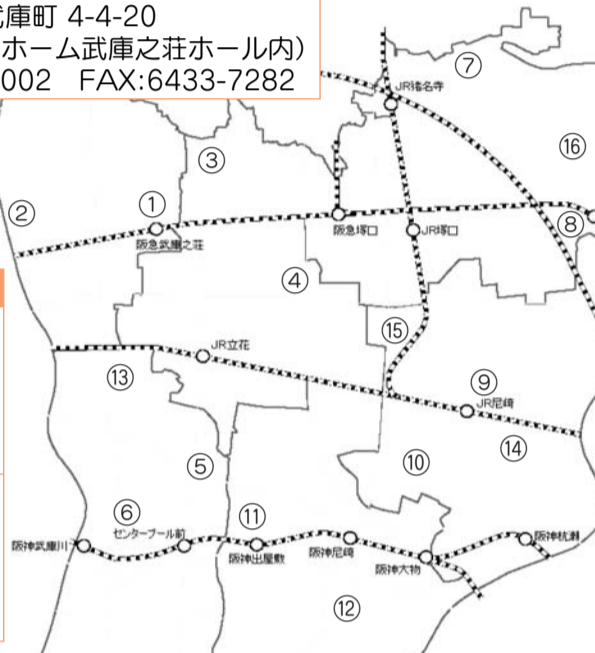 武庫町 4-4-20
ホーム武庫之荘ホール内)
002 FAX:6433-7282
⑦
JR猪名寺
⑯
③
②
①
阪急武庫之荘
阪急塚口
JR塚口
⑧
④
⑮
JR立花
⑬
⑨
JR尼崎
⑭
⑩
⑤
⑥
センタープール前
⑪
阪神武庫川
阪神出屋敷
阪神尼崎
阪神大物
阪神杭瀬
⑫